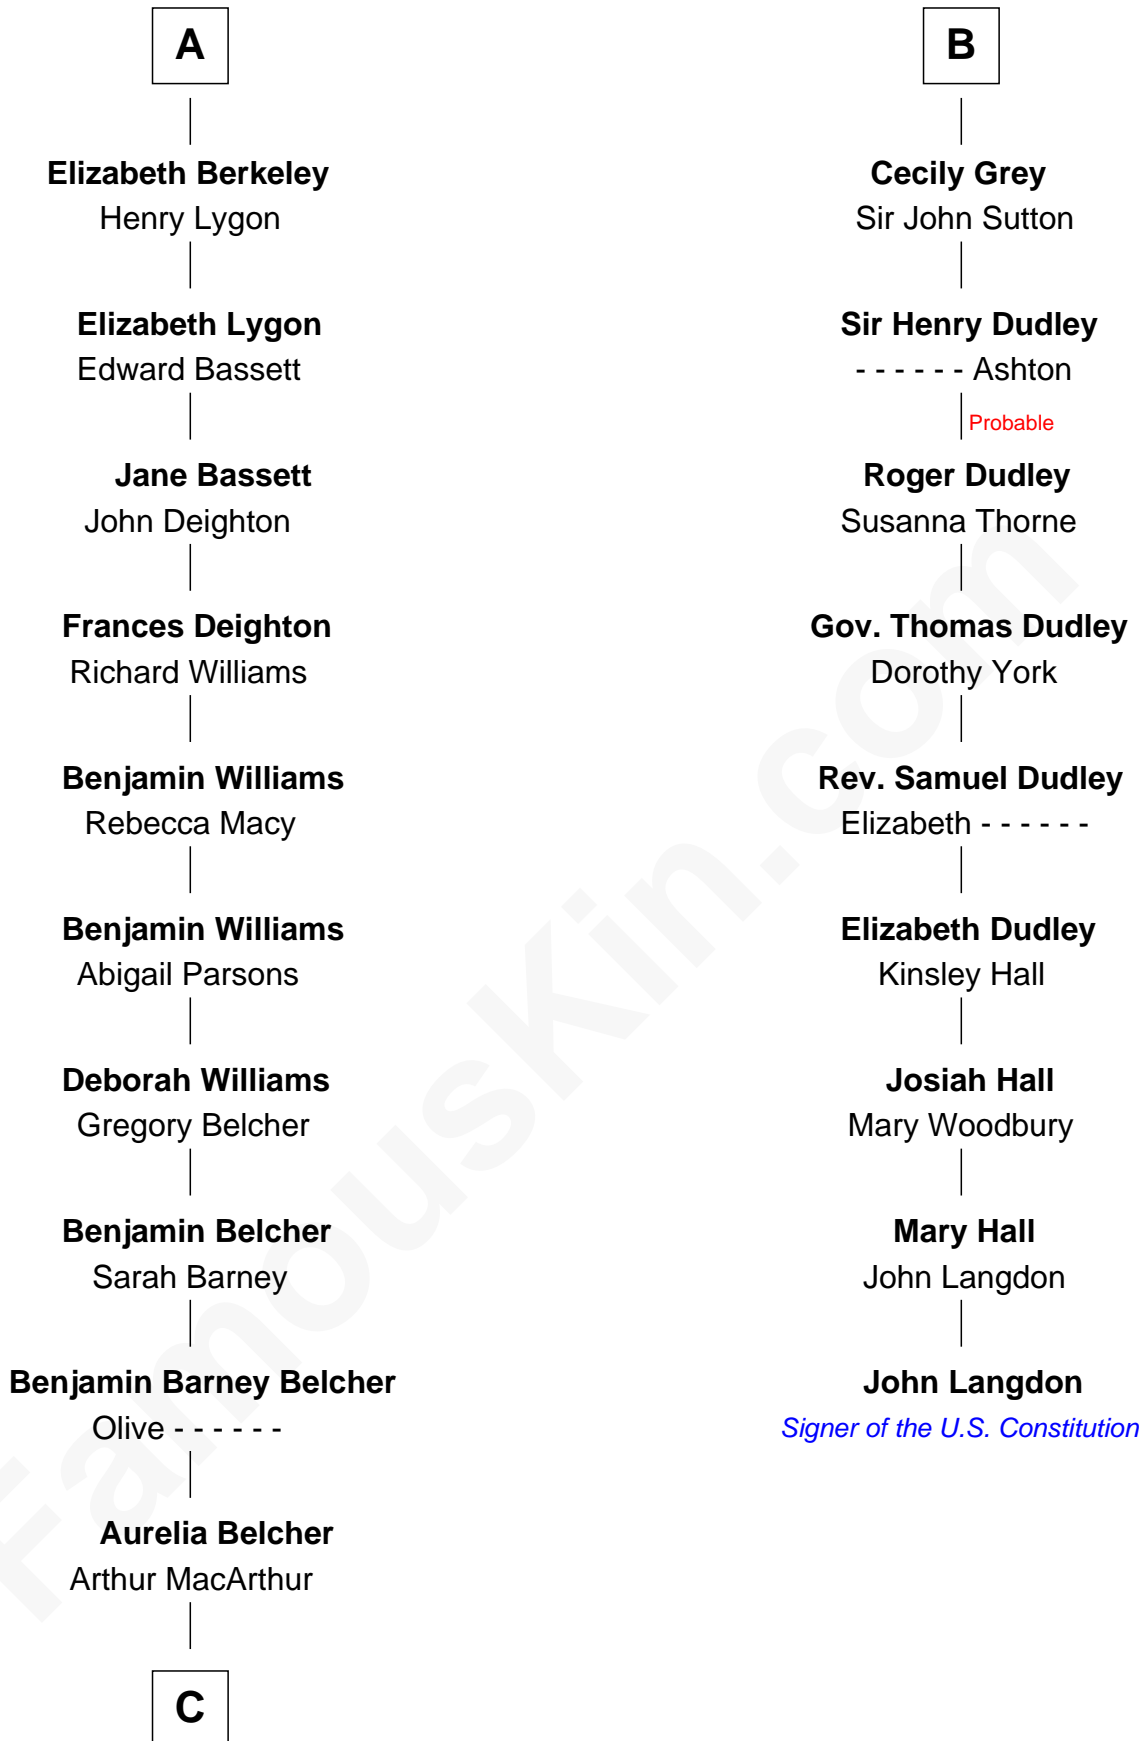 A
Elizabeth Berkeley
Henry Lygon
Elizabeth Lygon
Edward Bassett
Jane Bassett
John Deighton
Frances Deighton
Richard Williams
Benjamin Williams
Rebecca Macy
Benjamin Williams
Abigail Parsons
Deborah Williams
Gregory Belcher
Benjamin Belcher
Sarah Barney
Benjamin Barney Belcher
Olive - - - - - -
Aurelia Belcher
Arthur MacArthur
C
B
Cecily Grey
Sir John Sutton
Sir Henry Dudley
- - - - - - Ashton
Probable
Roger Dudley
Susanna Thorne
Gov. Thomas Dudley
Dorothy York
Rev. Samuel Dudley
Elizabeth - - - - - -
Elizabeth Dudley
Kinsley Hall
Josiah Hall
Mary Woodbury
Mary Hall
John Langdon
John Langdon
Signer of the U.S. Constitution
FamousKin.com